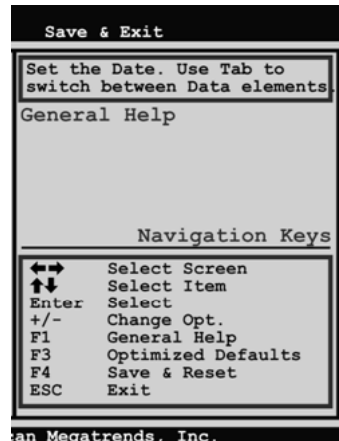 Save & Exit
Set the Date. Use Tab to
switch between Data elements.
General Help
Navigation Keys
←→ Select Screen
↑↓ Select Item
Enter Select
+/- Change Opt.
F1 General Help
F3 Optimized Defaults
F4 Save & Reset
ESC Exit
an Megatrends, Inc.